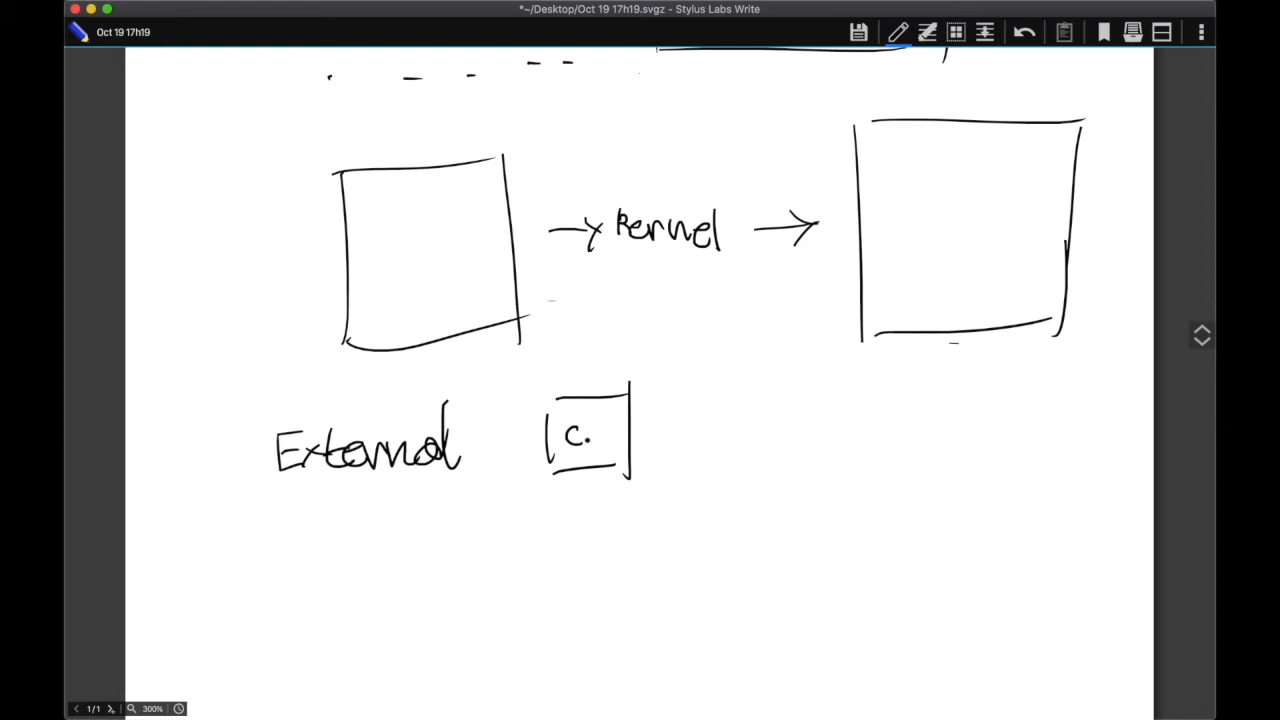 *~/Desktop/Oct 19 17h19.svgz - Stylus Labs Write
Oct 19 17h19
Kernel
External
C.
1/1
300%